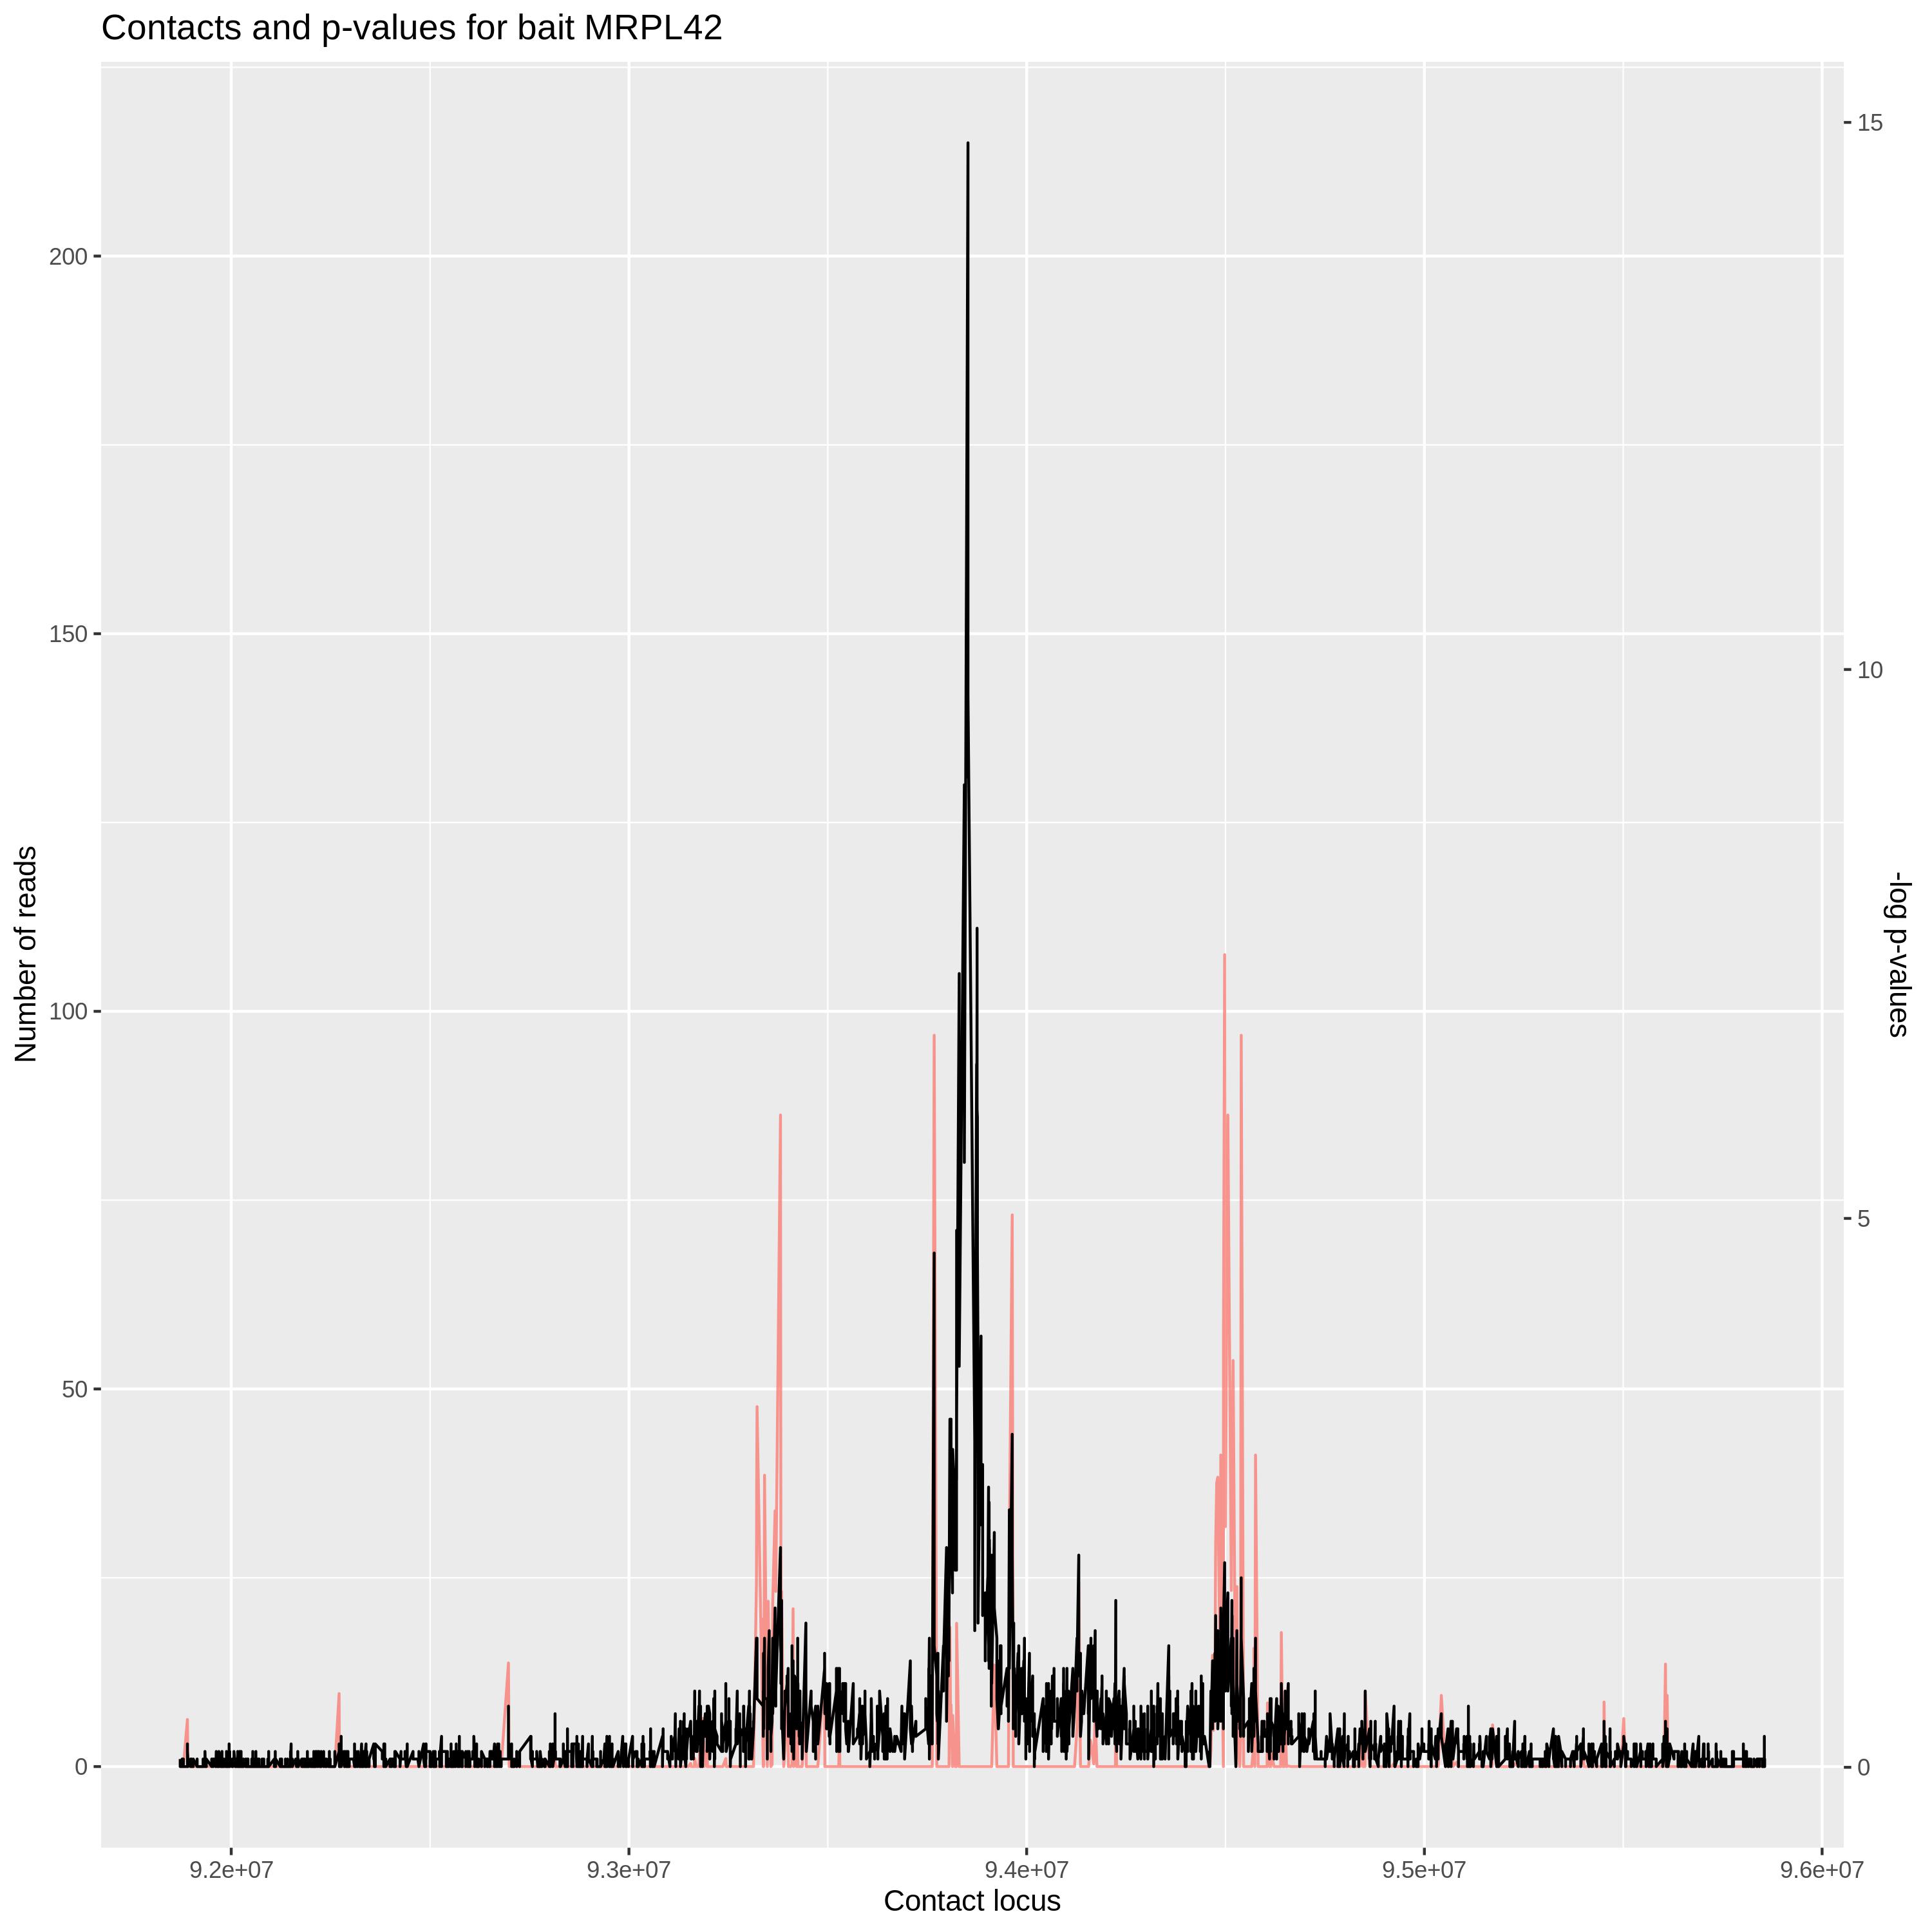 Contacts and p-values for bait MRPL42
Number of reads
200
150
100
50
0
15
10
5
0
-log p-values
9.2e+07
9.3e+07
9.4e+07
9.5e+07
9.6e+07
Contact locus